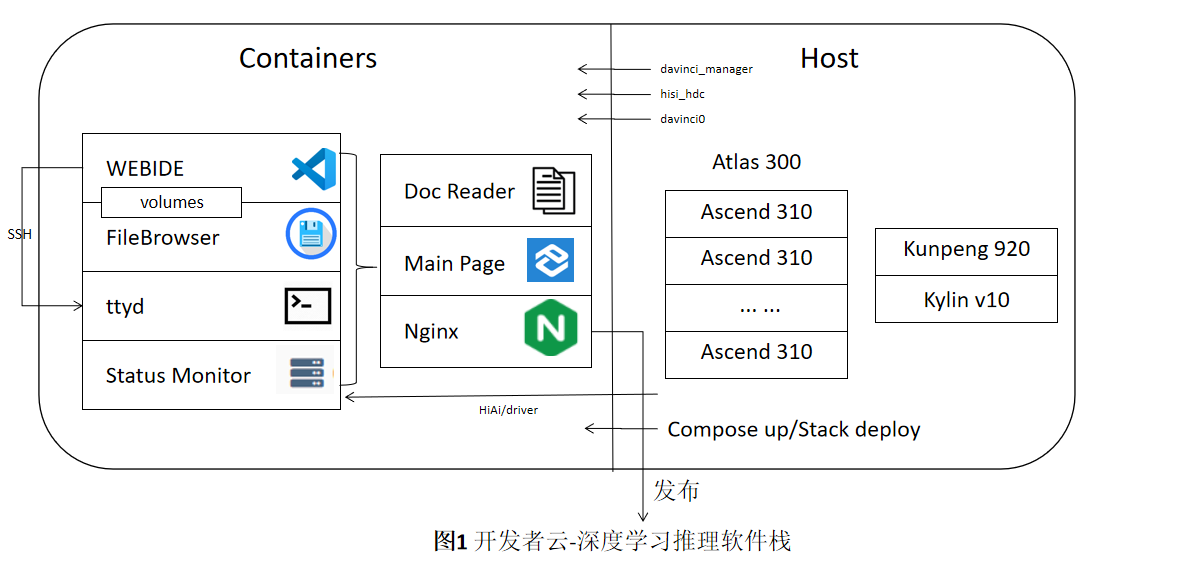 Containers
Host
davinci_manager
hisi_hdc
davinci0
WEBIDE
volumes
FileBrowser
SSH
ttyd
Status Monitor
Doc Reader
Main Page
Nginx
Atlas 300
Ascend 310
Ascend 310
... ...
Ascend 310
Kunpeng 920
Kylin v10
HiAi/driver
Compose up/Stack deploy
发布
图1 开发者云-深度学习推理软件栈